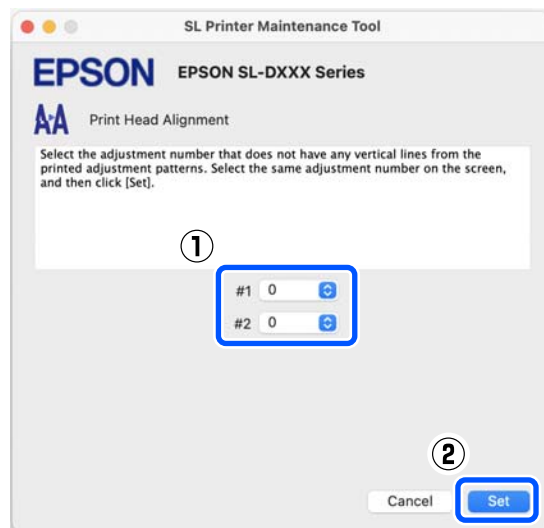 SL Printer Maintenance Tool
EPSON EPSON SL-DXXX Series
Print Head Alignment
Select the adjustment number that does not have any vertical lines from the
printed adjustment patterns. Select the same adjustment number on the screen,
and then click [Set].
①
#1 0
#2 0
②
Cancel Set